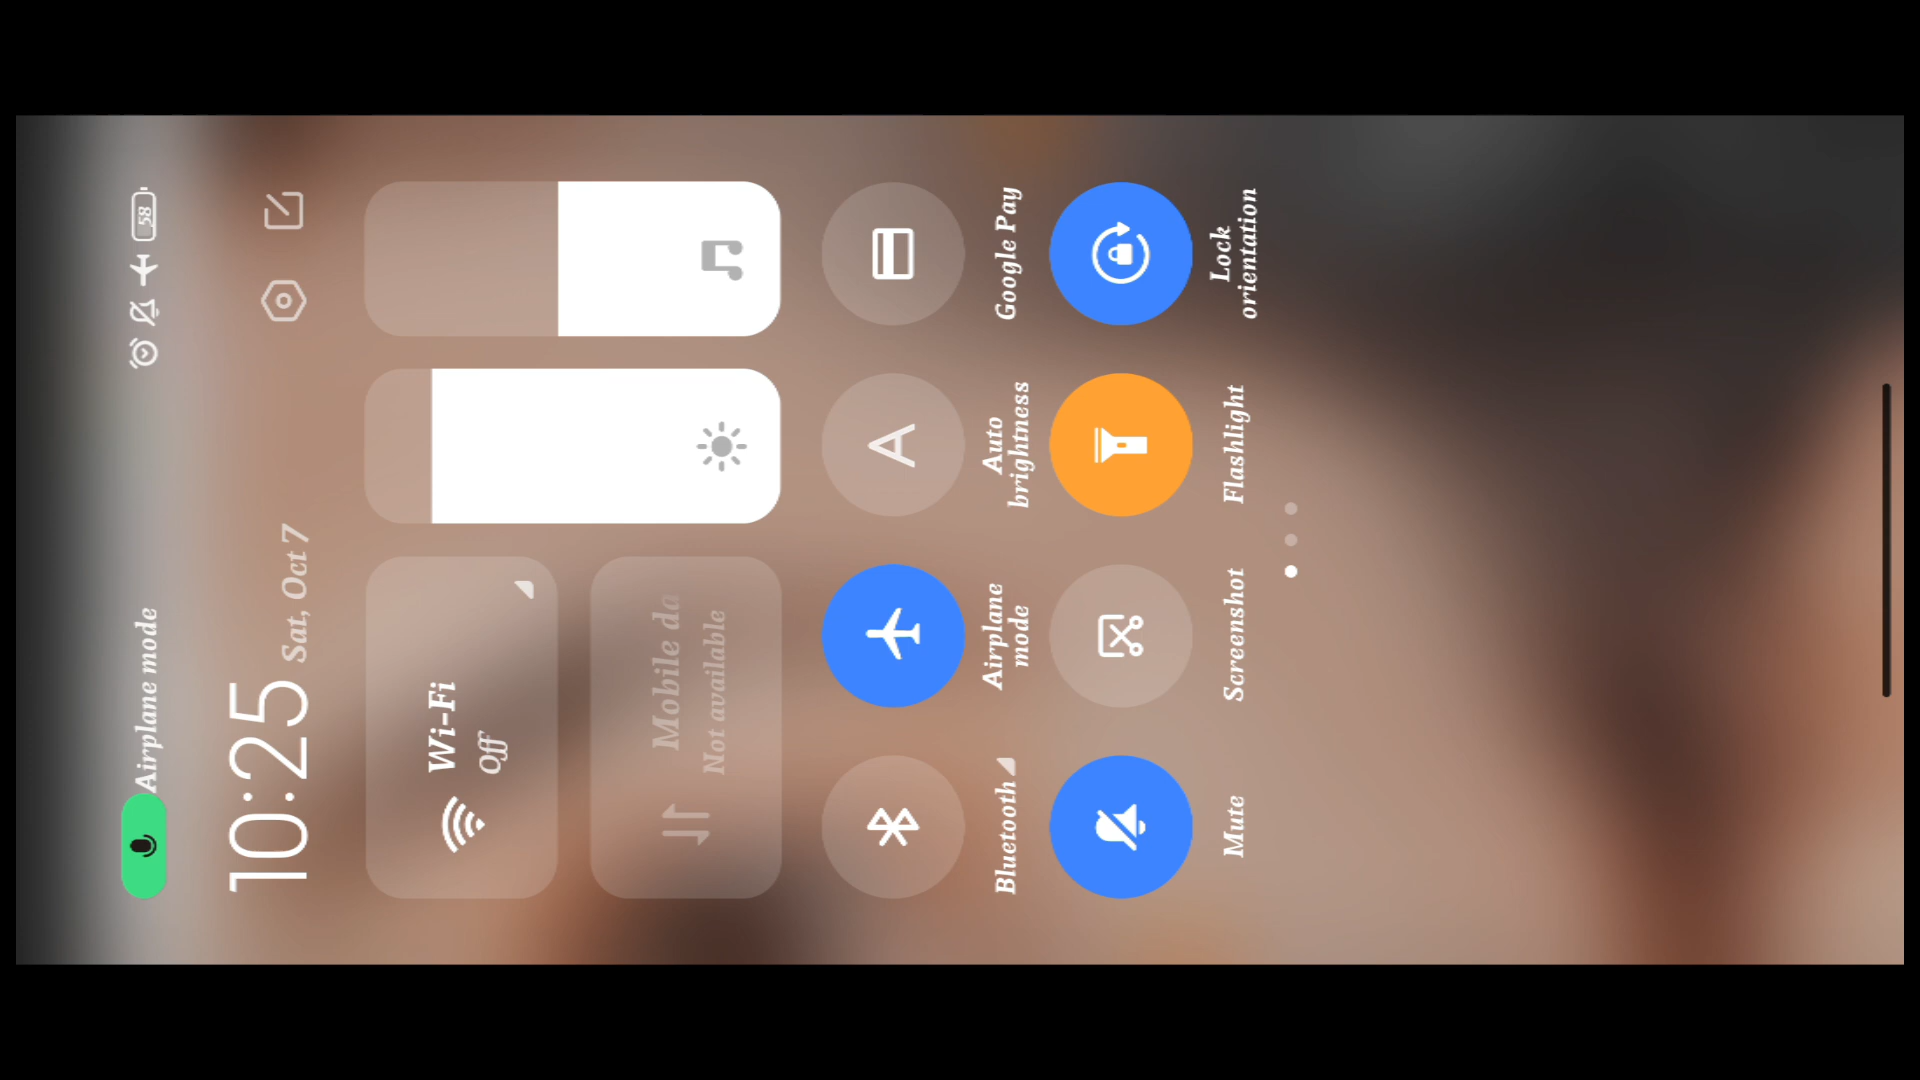 Airplane mode
58
10:25 Sat, Oct 7
Wi-Fi
Off
Mobile da
Not available
A
Bluetooth
Airplane
mode
Auto
brightness
Google Pay
Mute
Screenshot
Flashlight
Lock
orientation